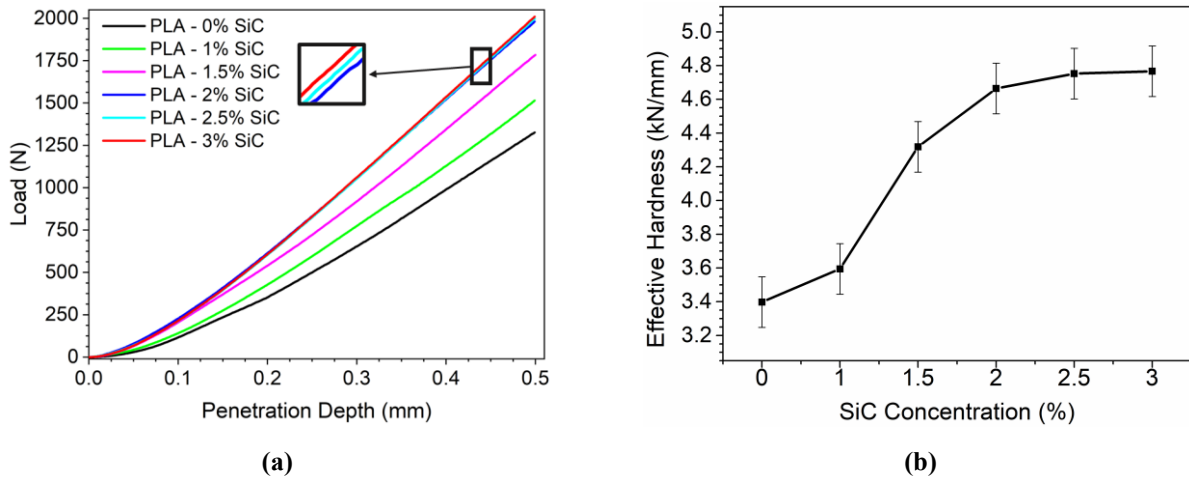 2000
1750
1500
1250
1000
750
500
250
0
Load (N)
PLA - 0% SiC
PLA - 1% SiC
PLA - 1.5% SiC
PLA - 2% SiC
PLA - 2.5% SiC
PLA - 3% SiC
0.0 0.1 0.2 0.3 0.4 0.5
Penetration Depth (mm)
(a)
5.0
4.8
4.6
4.4
4.2
4.0
3.8
3.6
3.4
3.2
Effective Hardness (kN/mm)
0 1 1.5 2 2.5 3
SiC Concentration (%)
(b)